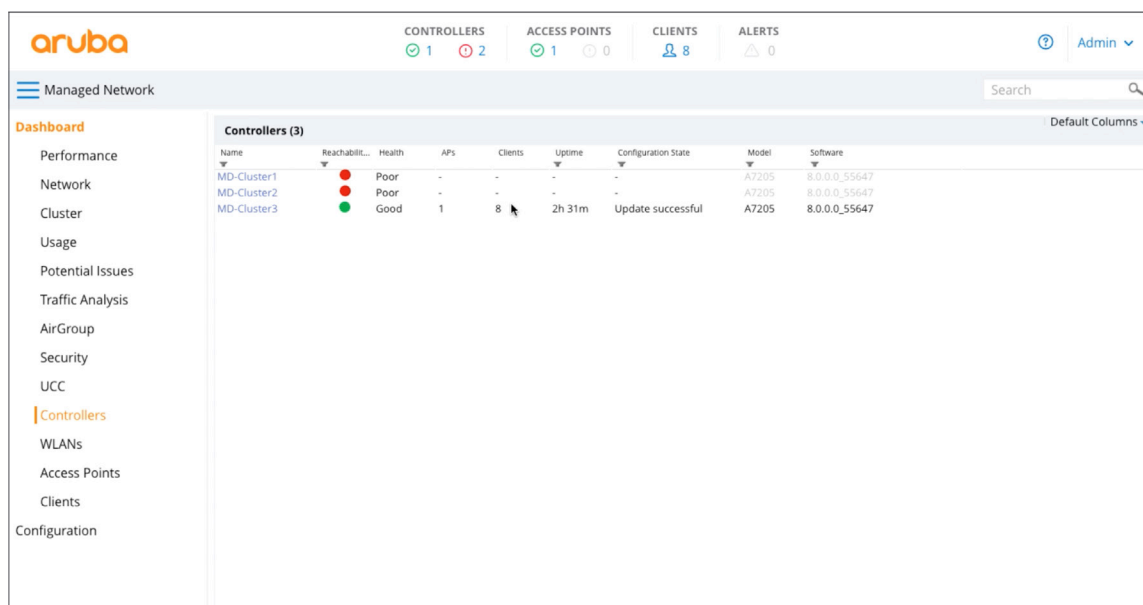 aruba
CONTROLLERS ACCESS POINTS CLIENTS ALERTS
1 2 1 0 8 0
? Admin
Managed Network Search
Dashboard
Performance
Network
Cluster
Usage
Potential Issues
Traffic Analysis
AirGroup
Security
UCC
Controllers
WLANs
Access Points
Clients
Configuration
Default Columns
Controllers (3)
Name Reachabilit... Health APs Clients Uptime Configuration State Model Software
MD-Cluster1 Poor - - - - A7205 8.0.0.0_55647
MD-Cluster2 Poor - - - - A7205 8.0.0.0_55647
MD-Cluster3 Good 1 8 2h 31m Update successful A7205 8.0.0.0_55647